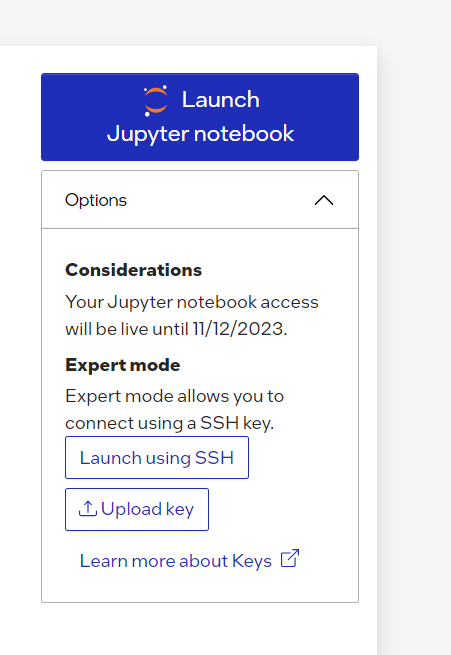 Launch
Jupyter notebook
Options
Considerations
Your Jupyter notebook access
will be live until 11/12/2023.
Expert mode
Expert mode allows you to
connect using a SSH key.
Launch using SSH
Upload key
Learn more about Keys